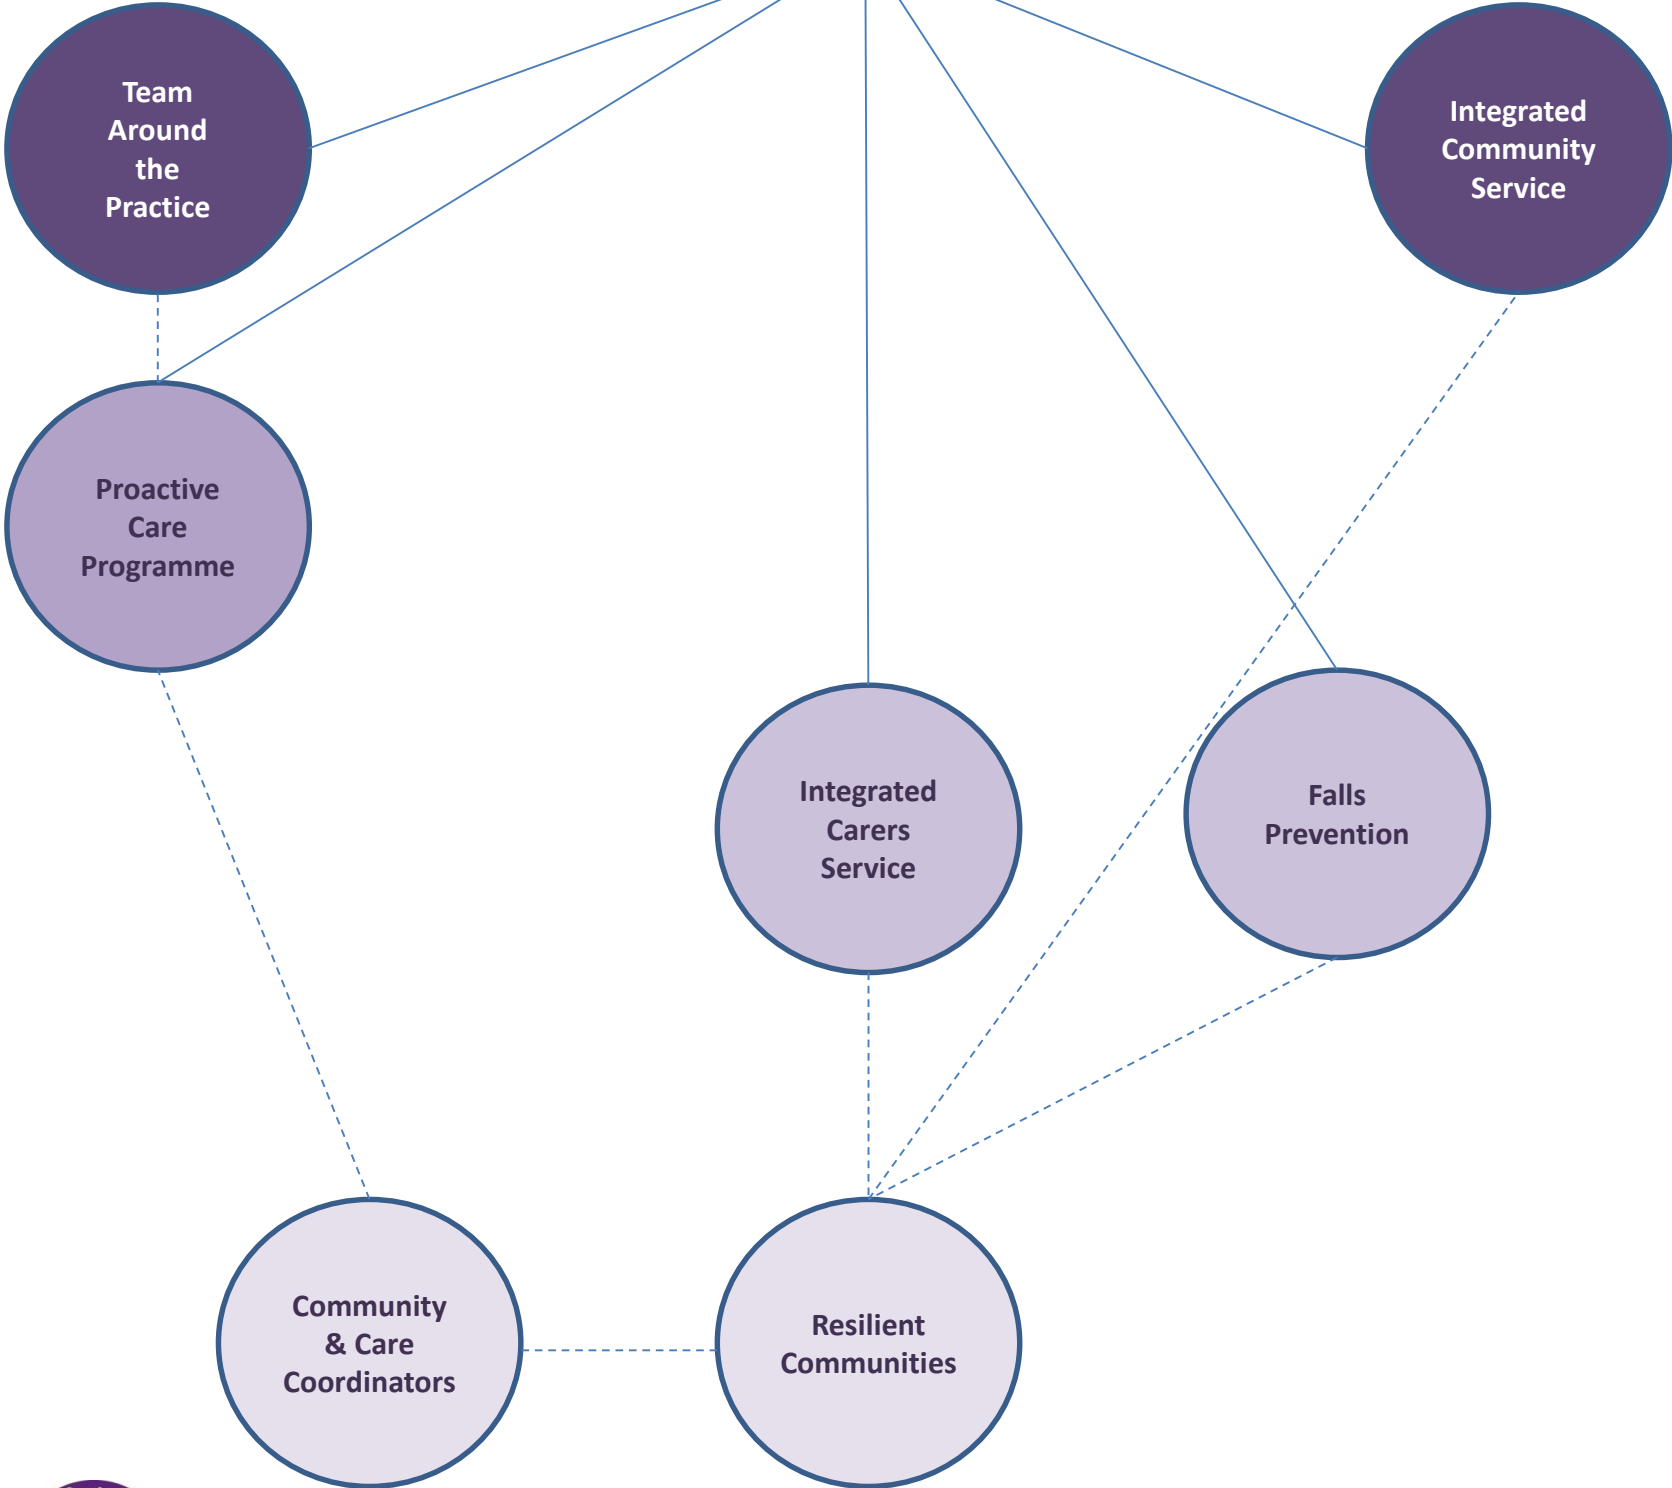 Team
Around
the
Practice
Integrated
Community
Service
Proactive
Care
Programme
Integrated
Carers
Service
Falls
Prevention
Community
& Care
Coordinators
Resilient
Communities